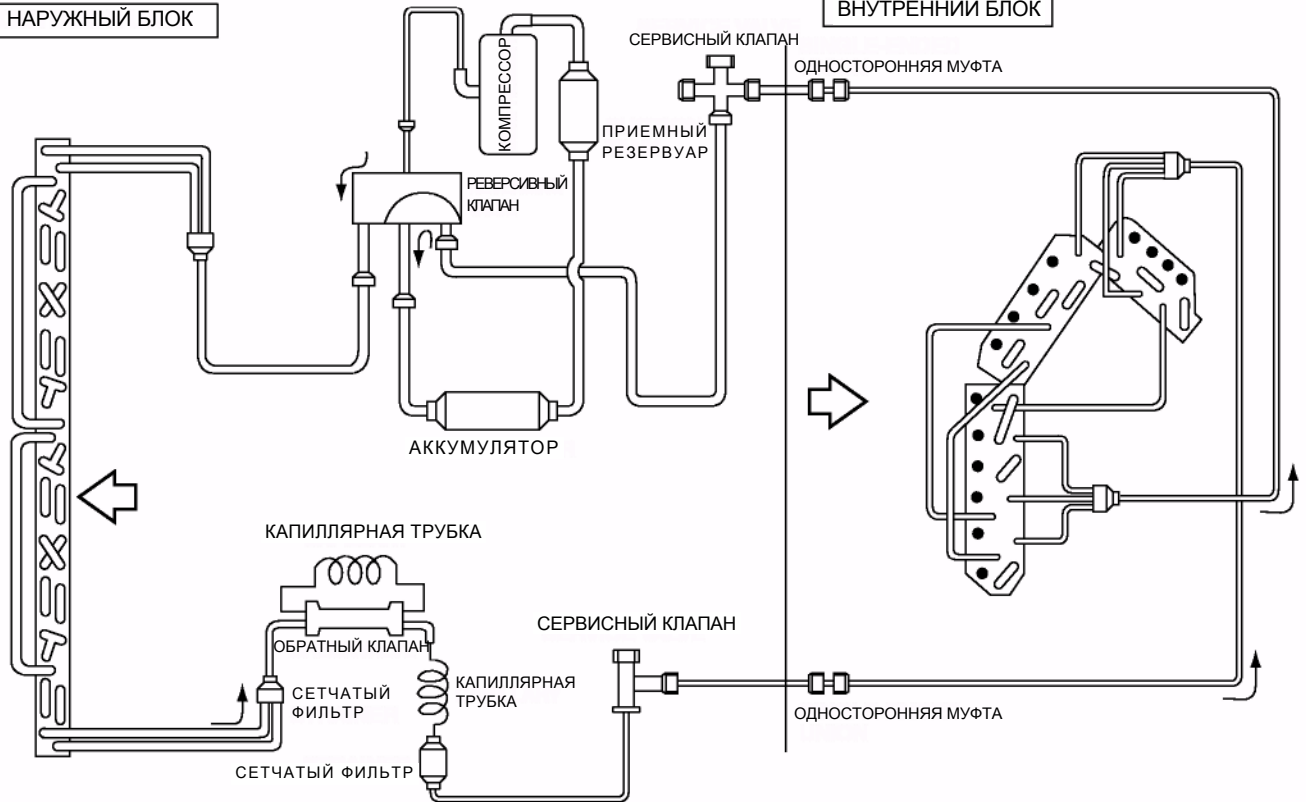 НАРУЖНЫЙ БЛОК
ВНУТРЕННИЙ БЛОК
СЕРВИСНЫЙ КЛАПАН
ОДНОСТОРОННЯЯ МУФТА
КОМПРЕССОР
ПРИЕМНЫЙ
РЕЗЕРВУАР
РЕВЕРСИВНЫЙ
КЛАПАН
АККУМУЛЯТОР
КАПИЛЛЯРНАЯ ТРУБКА
ОБРАТНЫЙ КЛАПАН
СЕРВИСНЫЙ КЛАПАН
СЕТЧАТЫЙ
ФИЛЬТР
КАПИЛЛЯРНАЯ
ТРУБКА
ОДНОСТОРОННЯЯ МУФТА
СЕТЧАТЫЙ ФИЛЬТР